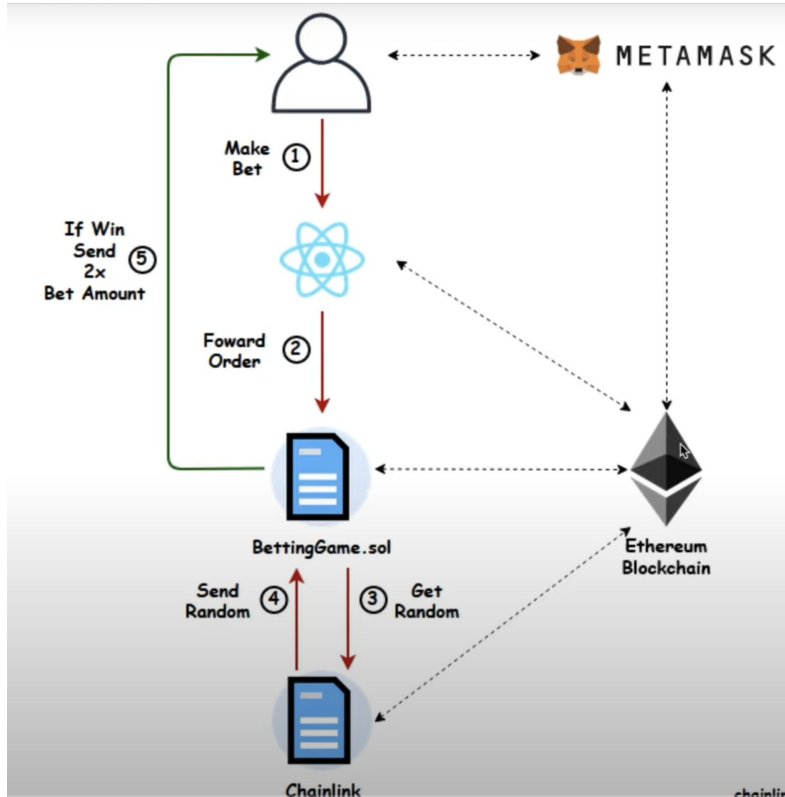 METAMASK
Make
Bet
1
If Win
Send
2x
Bet Amount
5
Foward
Order
2
BettingGame.sol
Ethereum
Blockchain
Send
Random
4
3
Get
Random
Chainlink